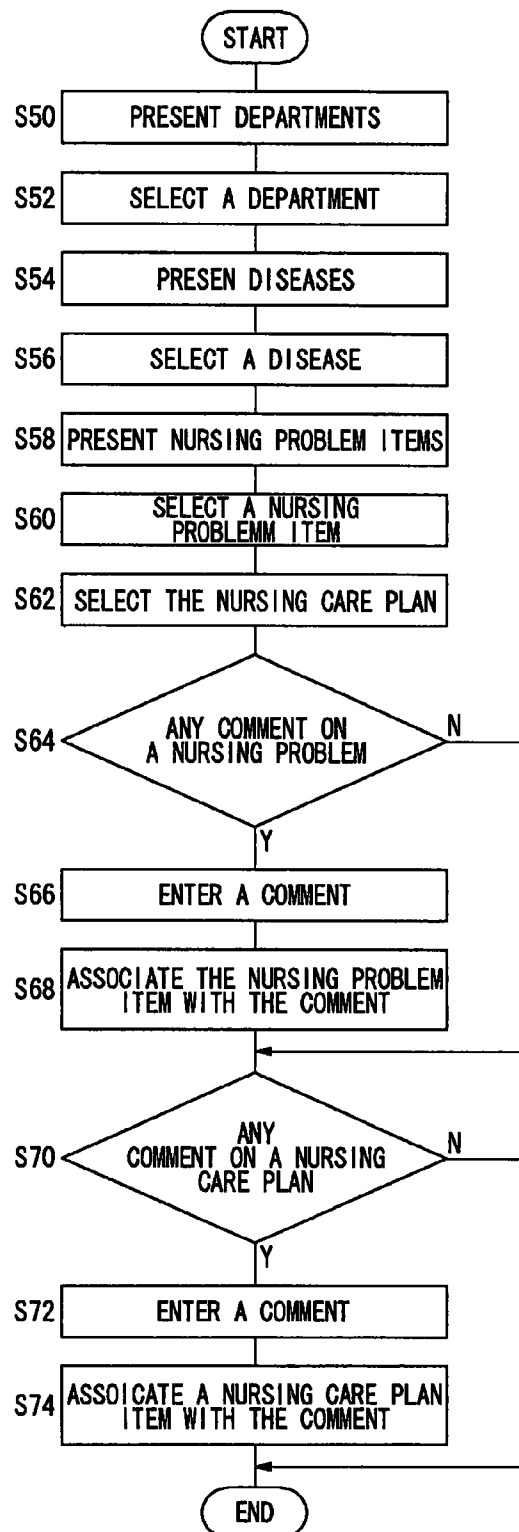 START
S50 PRESENT DEPARTMENTS
S52 SELECT A DEPARTMENT
S54 PRESEN DISEASES
S56 SELECT A DISEASE
S58 PRESENT NURSING PROBLEM ITEMS
S60 SELECT A NURSING
PROBLEMM ITEM
S62 SELECT THE NURSING CARE PLAN
S64 ANY COMMENT ON
A NURSING PROBLEM
N
Y
S66 ENTER A COMMENT
S68 ASSOCIATE THE NURSING PROBLEM
ITEM WITH THE COMMENT
S70 ANY
COMMENT ON A NURSING
CARE PLAN
N
Y
S72 ENTER A COMMENT
S74 ASSOICATE A NURSING CARE PLAN
ITEM WITH THE COMMENT
END